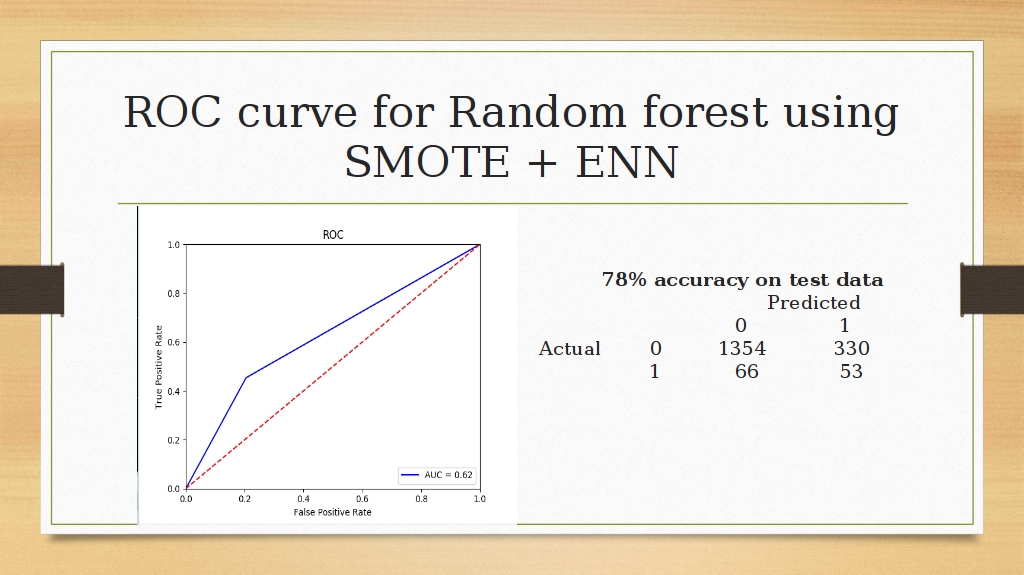 ROC curve for Random forest using
SMOTE + ENN
ROC
1.0
0.8
0.6
0.4
0.2
0.0
True Positive Rate
0.0 0.2 0.4 0.6 0.8 1.0
False Positive Rate
AUC = 0.62
78% accuracy on test data
Predicted
0 1
Actual 0 1354 330
1 66 53